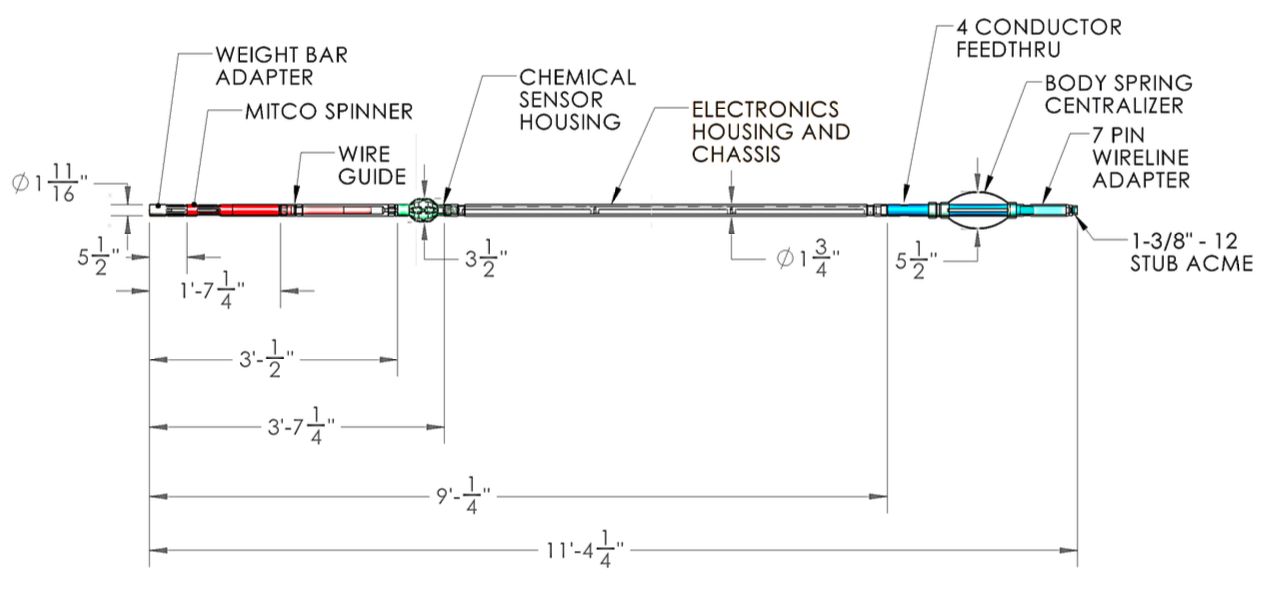 4 CONDUCTOR
FEEDTHRU
WEIGHT BAR
ADAPTER
CHEMICAL
SENSOR
HOUSING
BODY SPRING
CENTRALIZER
MITCO SPINNER
ELECTRONICS
HOUSING AND
CHASSIS
7 PIN
WIRELINE
ADAPTER
WIRE
GUIDE
∅1 11/16"
5 1/2"
3 1/2"
∅1 3/4"
5 1/2"
1-3/8" - 12
STUB ACME
1'-7 1/4"
3'-1/2"
3'-7 1/4"
9'-1/4"
11'-4 1/4"